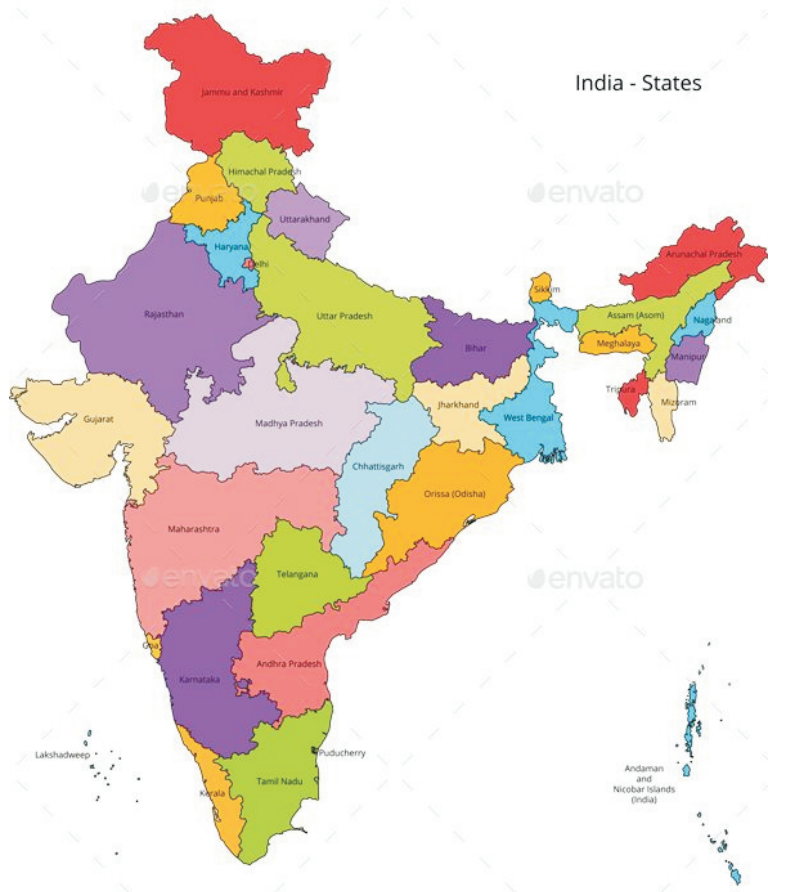 India - States
Jammu and Kashmir
Himachal Pradesh
envato
envato
Punjab
Uttarakhand
Haryana
Delhi
Arunachal Pradesh
Sikkim
Rajasthan
Uttar Pradesh
Assam (Asom)
Nagaland
Meghalaya
Bihar
Manipur
Tripura
Mizoram
Jharkhand
Gujarat
Madhya Pradesh
West Bengal
Chhattisgarh
Orissa (Odisha)
Maharashtra
Telangana
envato
envato
Goa
Andhra Pradesh
Karnataka
Lakshadweep
Puducherry
Tamil Nadu
Kerala
Andaman
and
Nicobar Islands
(India)